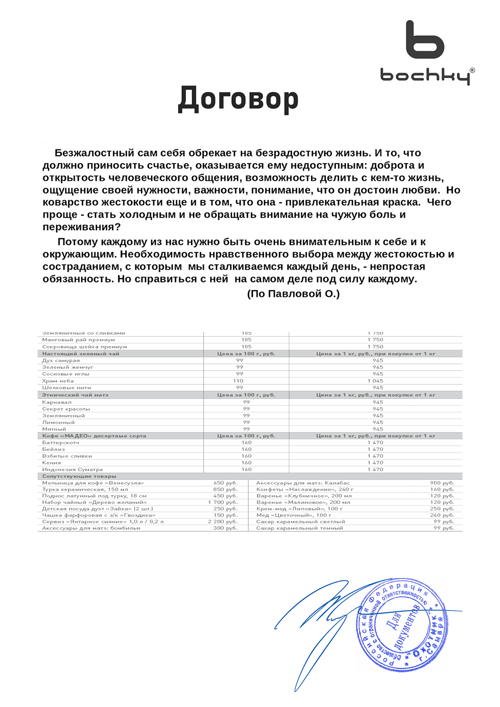 b
bochky®
Договор
Безжалостный сам себя обрекает на безрадостную жизнь. И то, что
должно приносить счастье, оказывается ему недоступным: доброта и
открытость человеческого общения, возможность делить с кем-то жизнь,
ощущение своей нужности, важности, понимание, что он достоин любви. Но
коварство жестокости еще и в том, что она - привлекательная краска. Чего
проще - стать холодным и не обращать внимание на чужую боль и
переживания?
Потому каждому из нас нужно быть очень внимательным к себе и к
окружающим. Необходимость нравственного выбора между жестокостью и
состраданием, с которым мы сталкиваемся каждый день, - непростая
обязанность. Но справиться с ней на самом деле под силу каждому.
(По Павловой О.)
Земляничные со сливками 185 1 750
Манговый рай премиум 185 1 750
Сокровища шейха премиум 185 1 750
Настоящий зеленый чай Цена за 100 г, руб. Цена за 1 кг, руб., при покупке от 1 кг
Дух самурая 99 945
Зеленый жемчуг 99 945
Сосновые иглы 99 945
Храм неба 110 1 045
Шелковые нити 99 945
Этнический чай матэ Цена за 100 г, руб. Цена за 1 кг, руб., при покупке от 1 кг
Карнавал 99 945
Секрет красоты 99 945
Земляничный 99 945
Лимонный 99 945
Мятный 99 945
Кофе «МАДЕО» десертные сорта Цена за 100 г, руб. Цена за 1 кг, руб., при покупке от 1 кг
Баттерскотч 160 1 470
Бейлиз 160 1 470
Взбитые сливки 160 1 470
Кения 160 1 470
Индонезия Суматра 160 1 470
Сопутствующие товары
Мельница для кофе «Венесуэла» 650 руб. Аксессуары для матэ: Калабас 900 руб.
Турка керамическая, 150 мл 850 руб. Конфеты «Наслаждение», 240 г 160 руб.
Поднос латунный под турку, 18 см 450 руб. Варенье «Клубничное», 200 мл 120 руб.
Набор чайный «Дерево желаний» 1 700 руб. Варенье «Малиновое», 200 мл 120 руб.
Детская посуда дуэт «Зайка» (2 шт.) 250 руб. Крем-мед «Липовый», 100 г 250 руб.
Чашка фарфоровая с з/к «Гвоздика» 150 руб. Мед «Цветочный», 100 г 260 руб.
Сервиз «Янтарное сияние» 1,0 л / 0,2 л 2 200 руб. Сахар карамельный светлый 99 руб.
Аксессуары для матэ: бомбилья 300 руб. Сахар карамельный темный 99 руб.
Российская Федерация
Общество с ограниченной ответственностью
Для
документов
"Охотник"
г. Самара